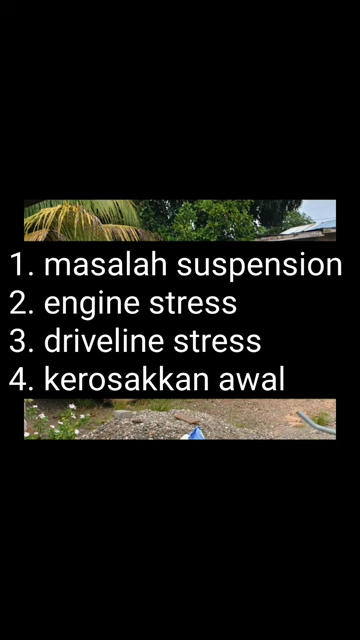 1. masalah suspension
2. engine stress
3. driveline stress
4. kerosakkan awal